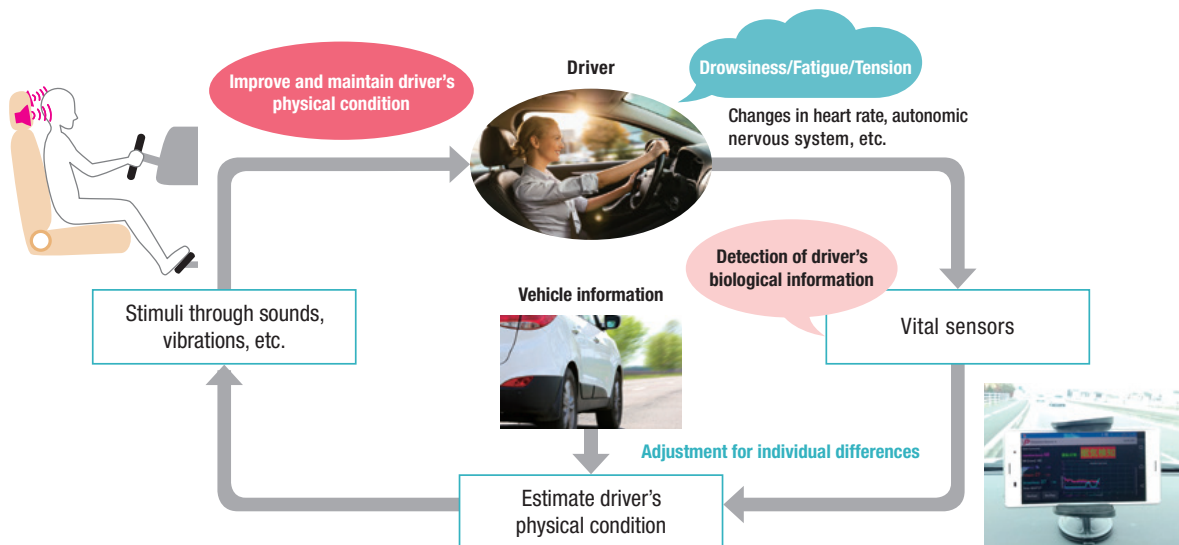 Improve and maintain driver's
physical condition
Driver
Drowsiness/Fatigue/Tension
Changes in heart rate, autonomic
nervous system, etc.
Detection of driver's
biological information
Vehicle information
Stimuli through sounds,
vibrations, etc.
Vital sensors
Adjustment for individual differences
Estimate driver's
physical condition